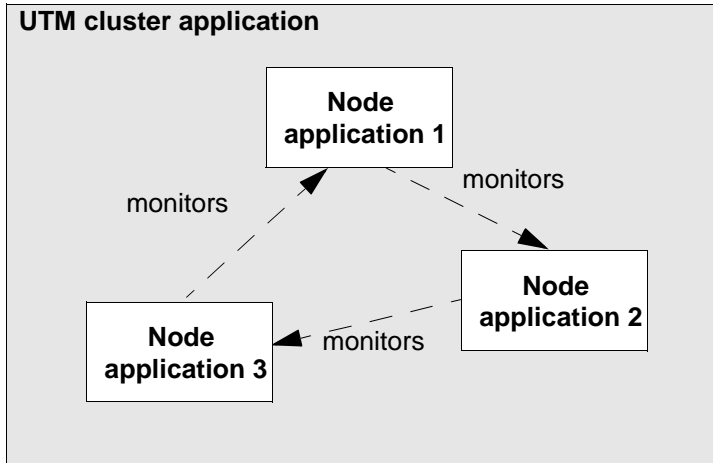 UTM cluster application
Node
application 1
monitors
monitors
Node
application 2
Node
application 3
monitors